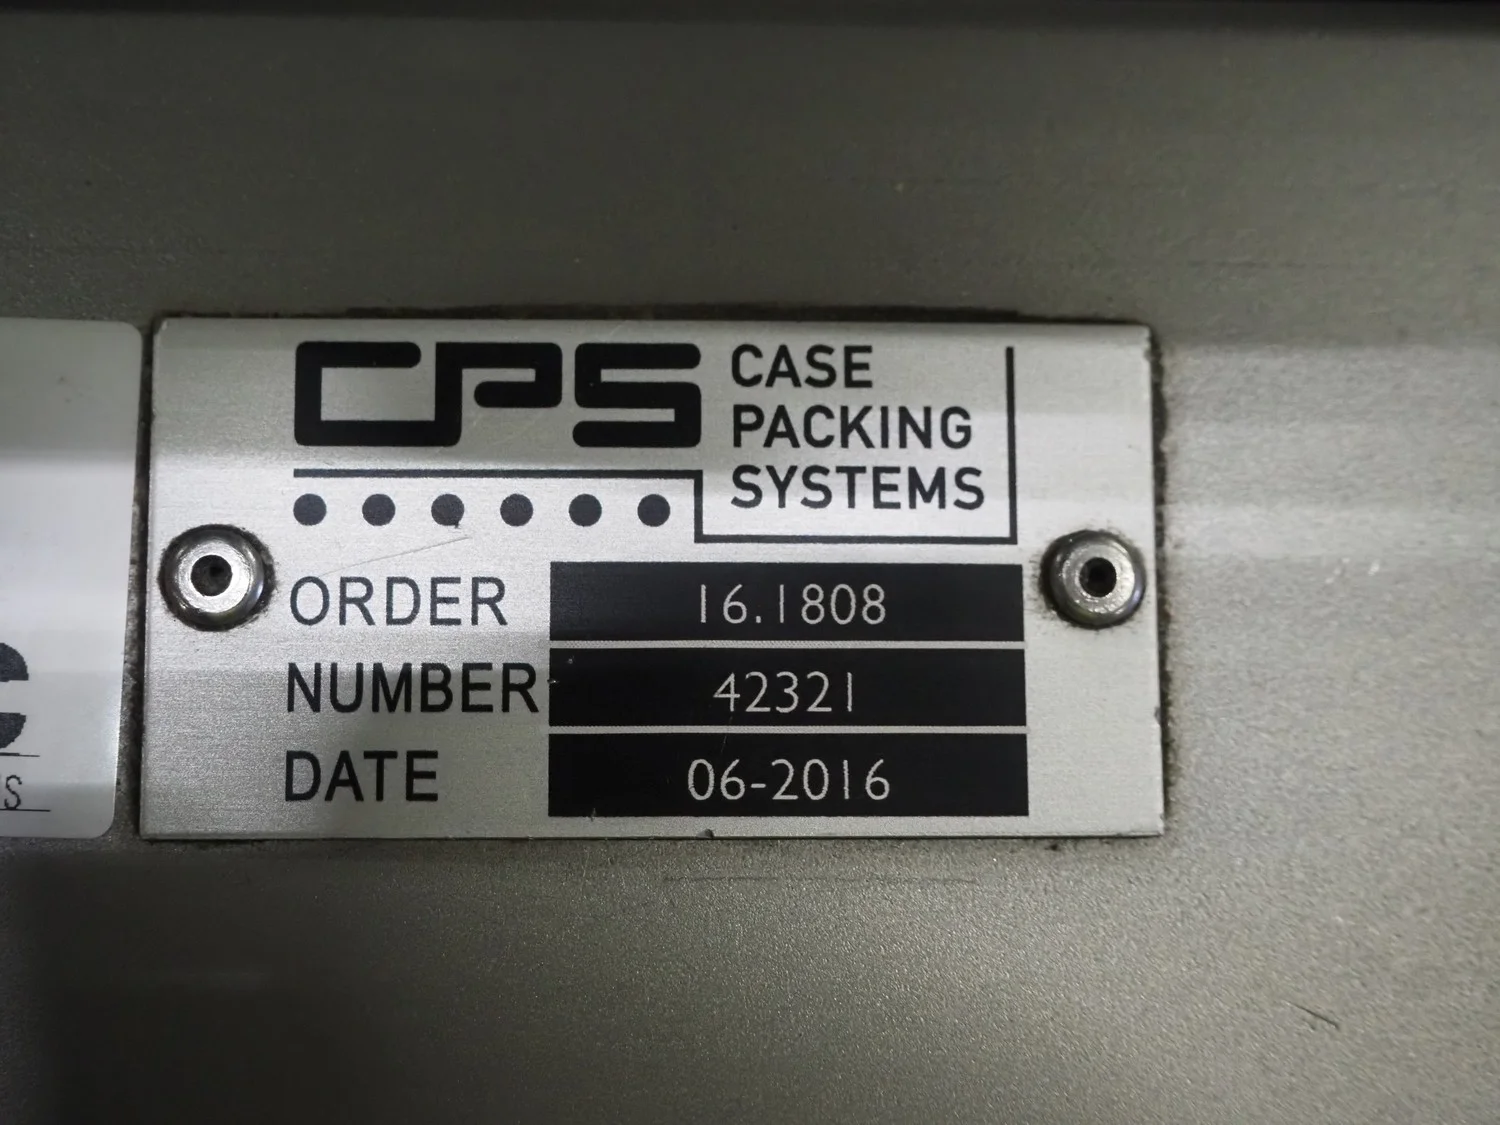 CPS
CASE
PACKING
SYSTEMS
ORDER 16.1808
NUMBER 42321
DATE 06-2016